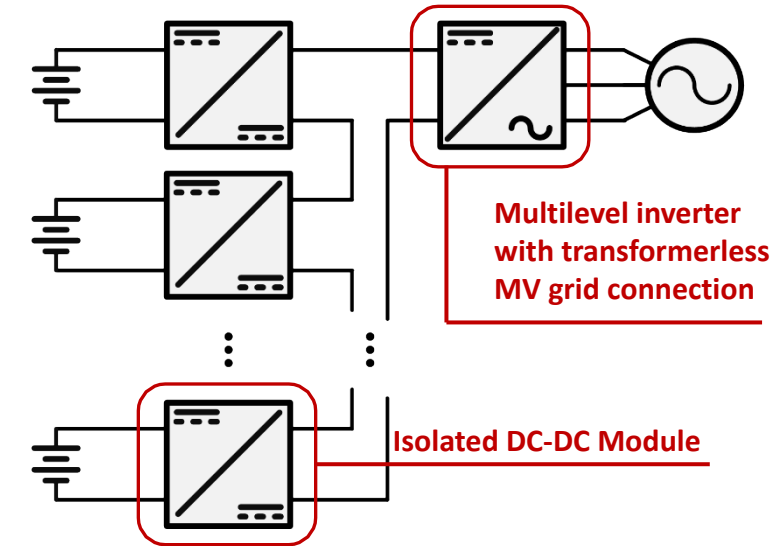 Multilevel inverter
with transformerless
MV grid connection
Isolated DC-DC Module